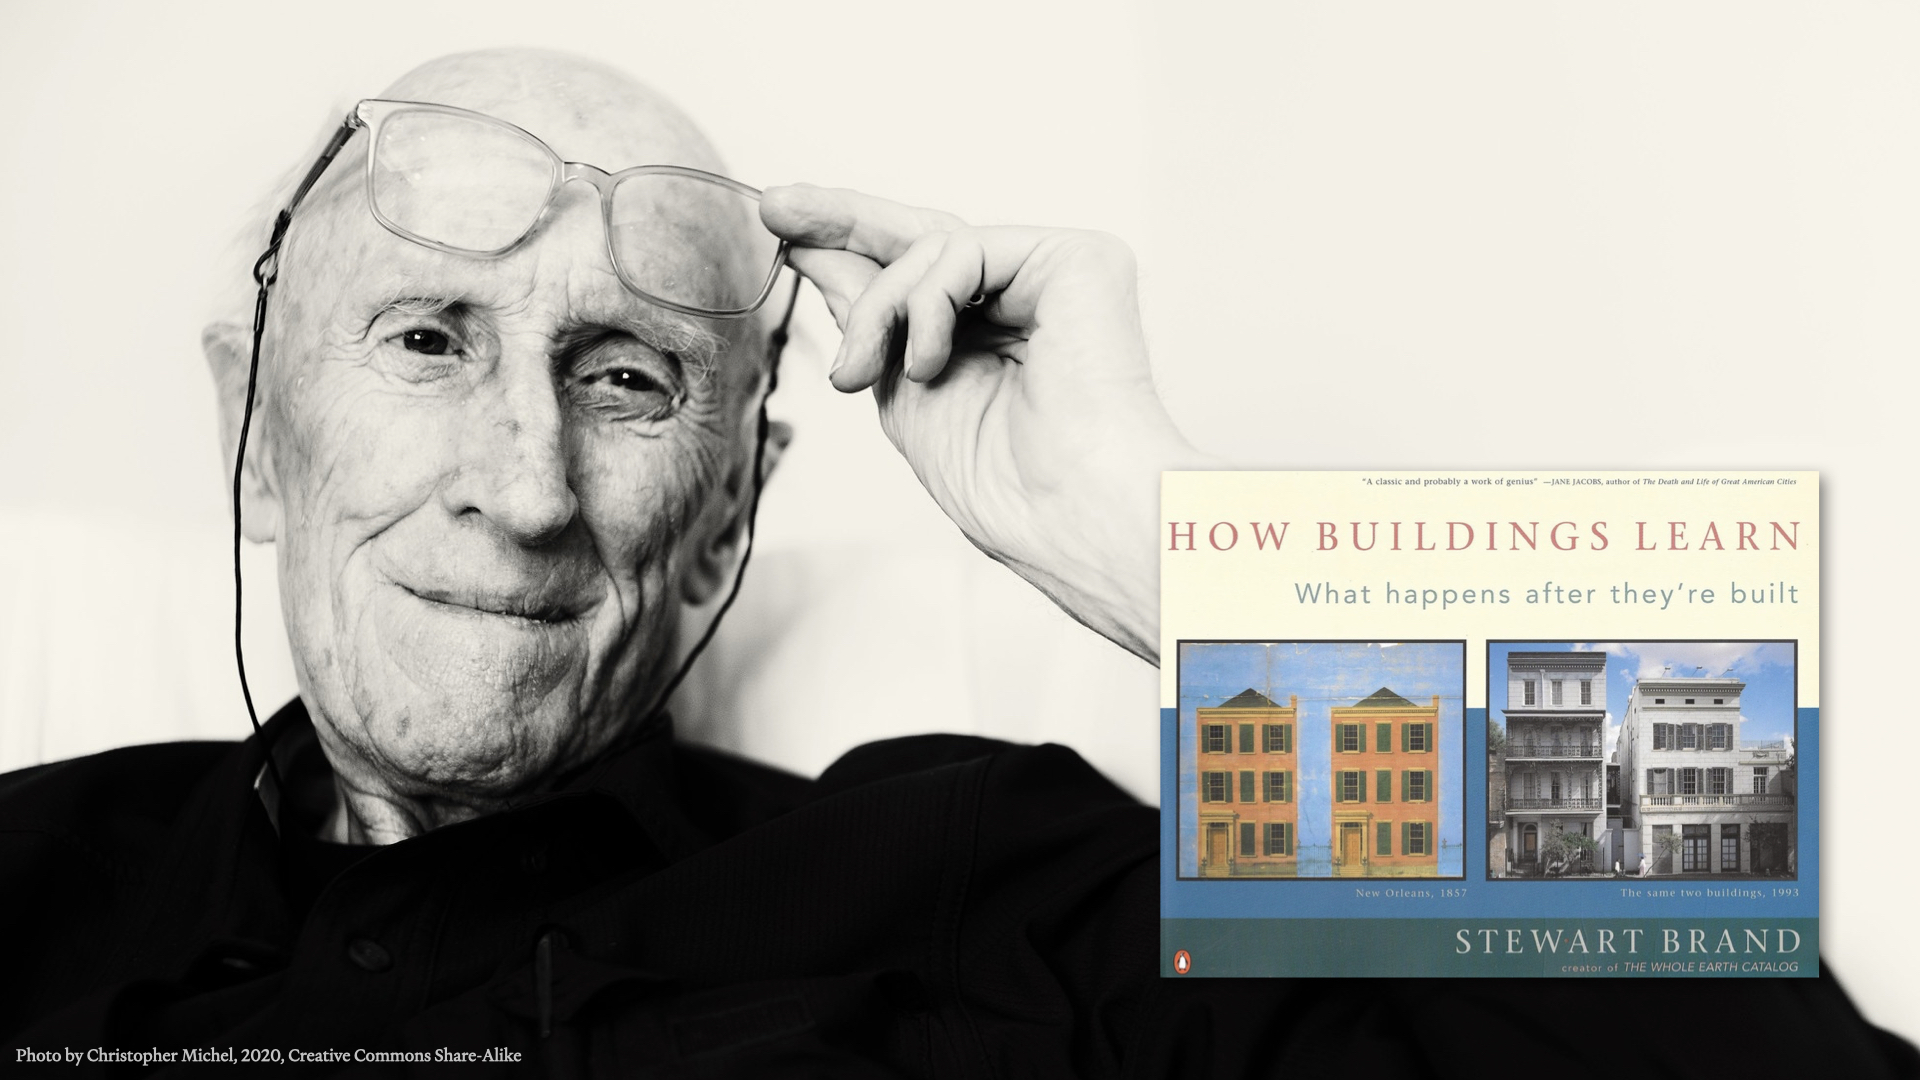 "A classic and probably a work of genius" —JANE JACOBS, author of The Death and Life of Great American Cities
HOW BUILDINGS LEARN
What happens after they're built
New Orleans, 1857
The same two buildings, 1993
STEWART BRAND
creator of THE WHOLE EARTH CATALOG
Photo by Christopher Michel, 2020, Creative Commons Share-Alike